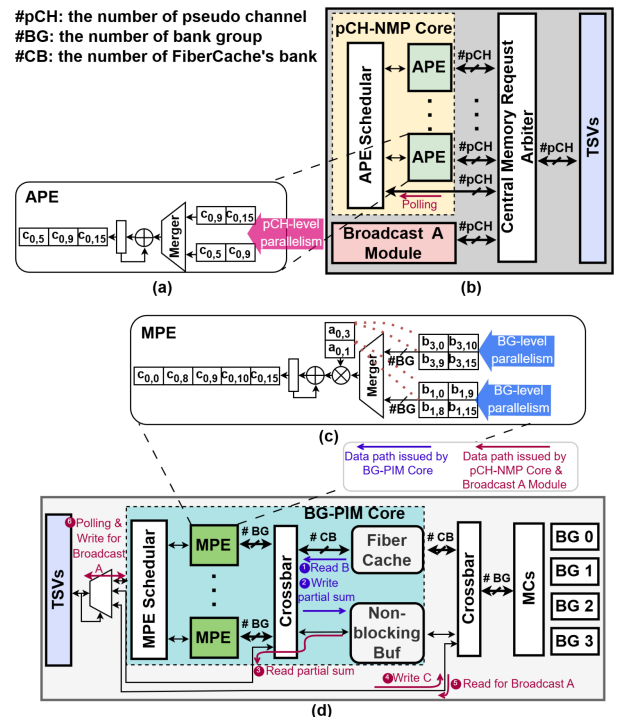 #pCH: the number of pseudo channel
#BG: the number of bank group
#CB: the number of FiberCache's bank
pCH-NMP Core
APE Schedular
APE
#pCH
APE
#pCH
#pCH
Polling
Broadcast A
Module
#pCH
Central Memory Reqeust
Arbiter
#pCH
TSVs
(b)
APE
c0,5 c0,9 c0,15
Merger
c0,9 c0,15
c0,5 c0,9
pCH-level
parallelism
(a)
MPE
c0,0 c0,8 c0,9 c0,10 c0,15
a0,3
a0,1
Merger
#BG
b3,0 b3,10
b3,9 b3,15
BG-level
parallelism
#BG
b1,0 b1,9
b1,8 b1,15
BG-level
parallelism
(c)
Data path issued by
BG-PIM Core
Data path issued by
pCH-NMP Core &
Broadcast A Module
BG-PIM Core
TSVs
6 Polling &
Write for
Broadcast
A
MPE Schedular
MPE
# BG
MPE
# BG
Crossbar
# CB
1 Read B
2 Write
partial sum
3 Read partial sum
Fiber
Cache
Non-
blocking
Buf
# CB
4 Write C
5 Read for Broadcast A
Crossbar
# BG
MCs
BG 0
BG 1
BG 2
BG 3
(d)